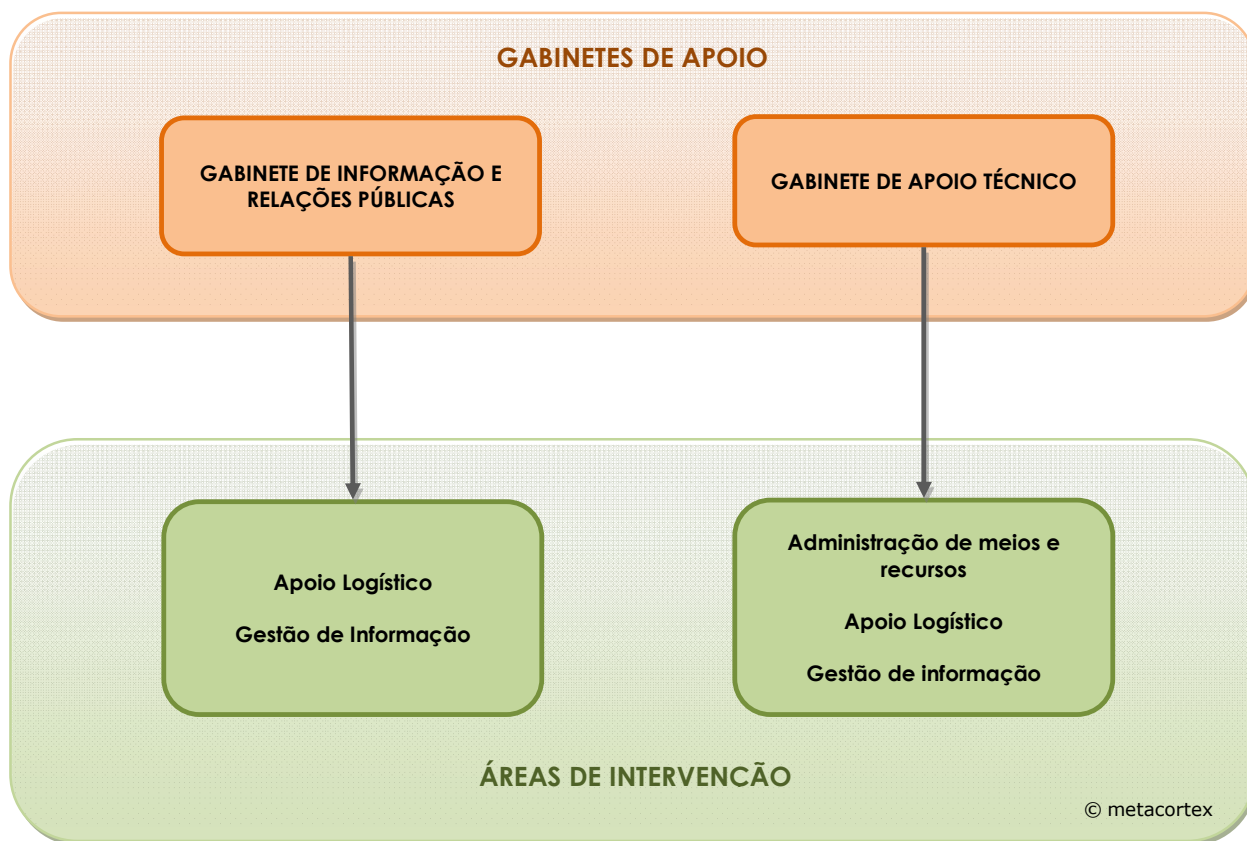 GABINETES DE APOIO
GABINETE DE INFORMAÇÃO E
RELAÇÕES PÚBLICAS
GABINETE DE APOIO TÉCNICO
Apoio Logístico
Gestão de Informação
Administração de meios e
recursos
Apoio Logístico
Gestão de informação
ÁREAS DE INTERVENCÃO
© metacortex